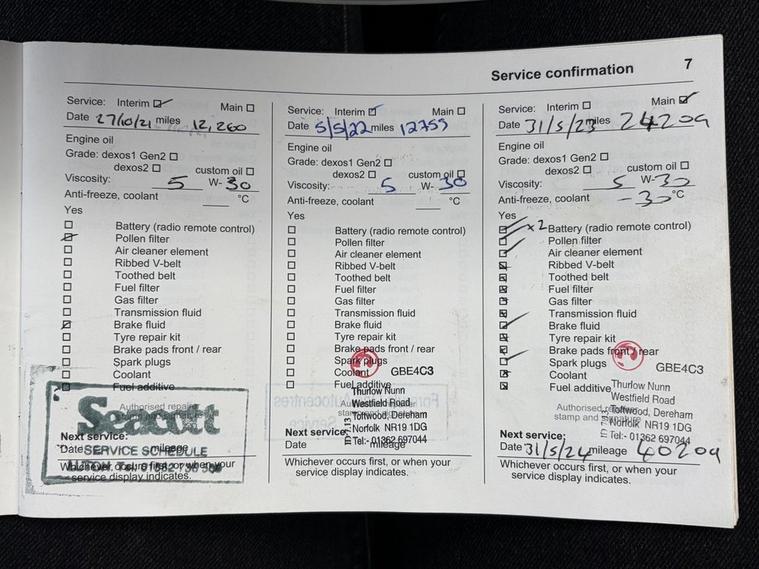 Service confirmation 7
Service: Interim Main
Date 27/10/21 miles 12,260
Engine oil
Grade: dexos1 Gen2
dexos2 custom oil
Viscosity: 5 W- 30
Anti-freeze, coolant °C
Yes
Battery (radio remote control)
Pollen filter
Air cleaner element
Ribbed V-belt
Toothed belt
Fuel filter
Gas filter
Transmission fluid
Brake fluid
Tyre repair kit
Brake pads front / rear
Spark plugs
Coolant
Fuel additive
Seacott
Next service:
Date mileage
SERVICE SCHEDULE
Whichever occurs first, or when your
service display indicates.
Service: Interim Main
Date 5/5/22 miles 12753
Engine oil
Grade: dexos1 Gen2
dexos2 custom oil
Viscosity: 5 W- 30
Anti-freeze, coolant °C
Yes
Battery (radio remote control)
Pollen filter
Air cleaner element
Ribbed V-belt
Toothed belt
Fuel filter
Gas filter
Transmission fluid
Brake fluid
Tyre repair kit
Brake pads front / rear
Spark plugs
Coolant GBE4C3
Fuel additive
Thurlow Nunn
Westfield Road
Toftwood, Dereham
Norfolk NR19 1DG
Tel:- 01362 697044
Next service:
Date mileage
Whichever occurs first, or when your
service display indicates.
Service: Interim Main
Date 31/5/23 miles 24209
Engine oil
Grade: dexos1 Gen2
dexos2 custom oil
Viscosity: 5 W-30
Anti-freeze, coolant -30 °C
Yes
x2 Battery (radio remote control)
Pollen filter
Air cleaner element
Ribbed V-belt
Toothed belt
Fuel filter
Gas filter
Transmission fluid
Brake fluid
Tyre repair kit
Brake pads front / rear
Spark plugs GBE4C3
Coolant
Fuel additive
Thurlow Nunn
Westfield Road
Toftwood, Dereham
Norfolk NR19 1DG
Tel:- 01362 697044
Authorised
stamp and
Next service:
Date 31/5/24 mileage 40209
Whichever occurs first, or when your
service display indicates.